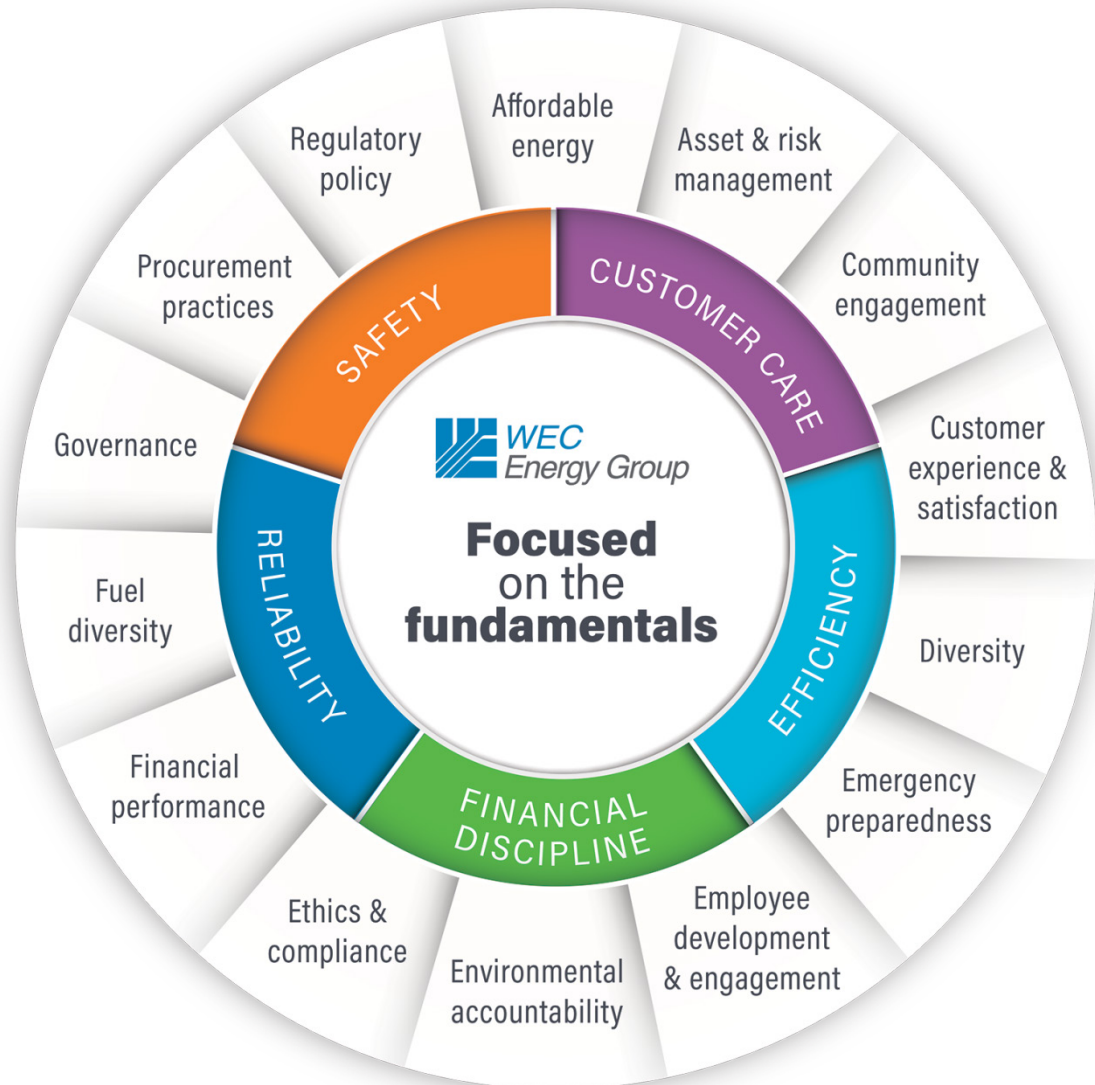 Affordable
energy
Asset & risk
management
Community
engagement
Customer
experience &
satisfaction
Diversity
Emergency
preparedness
Employee
development
& engagement
Environmental
accountability
Ethics &
compliance
Financial
performance
Fuel
diversity
Governance
Procurement
practices
Regulatory
policy
SAFETY
CUSTOMER CARE
EFFICIENCY
FINANCIAL
DISCIPLINE
RELIABILITY
WEC
Energy Group
Focused
on the
fundamentals